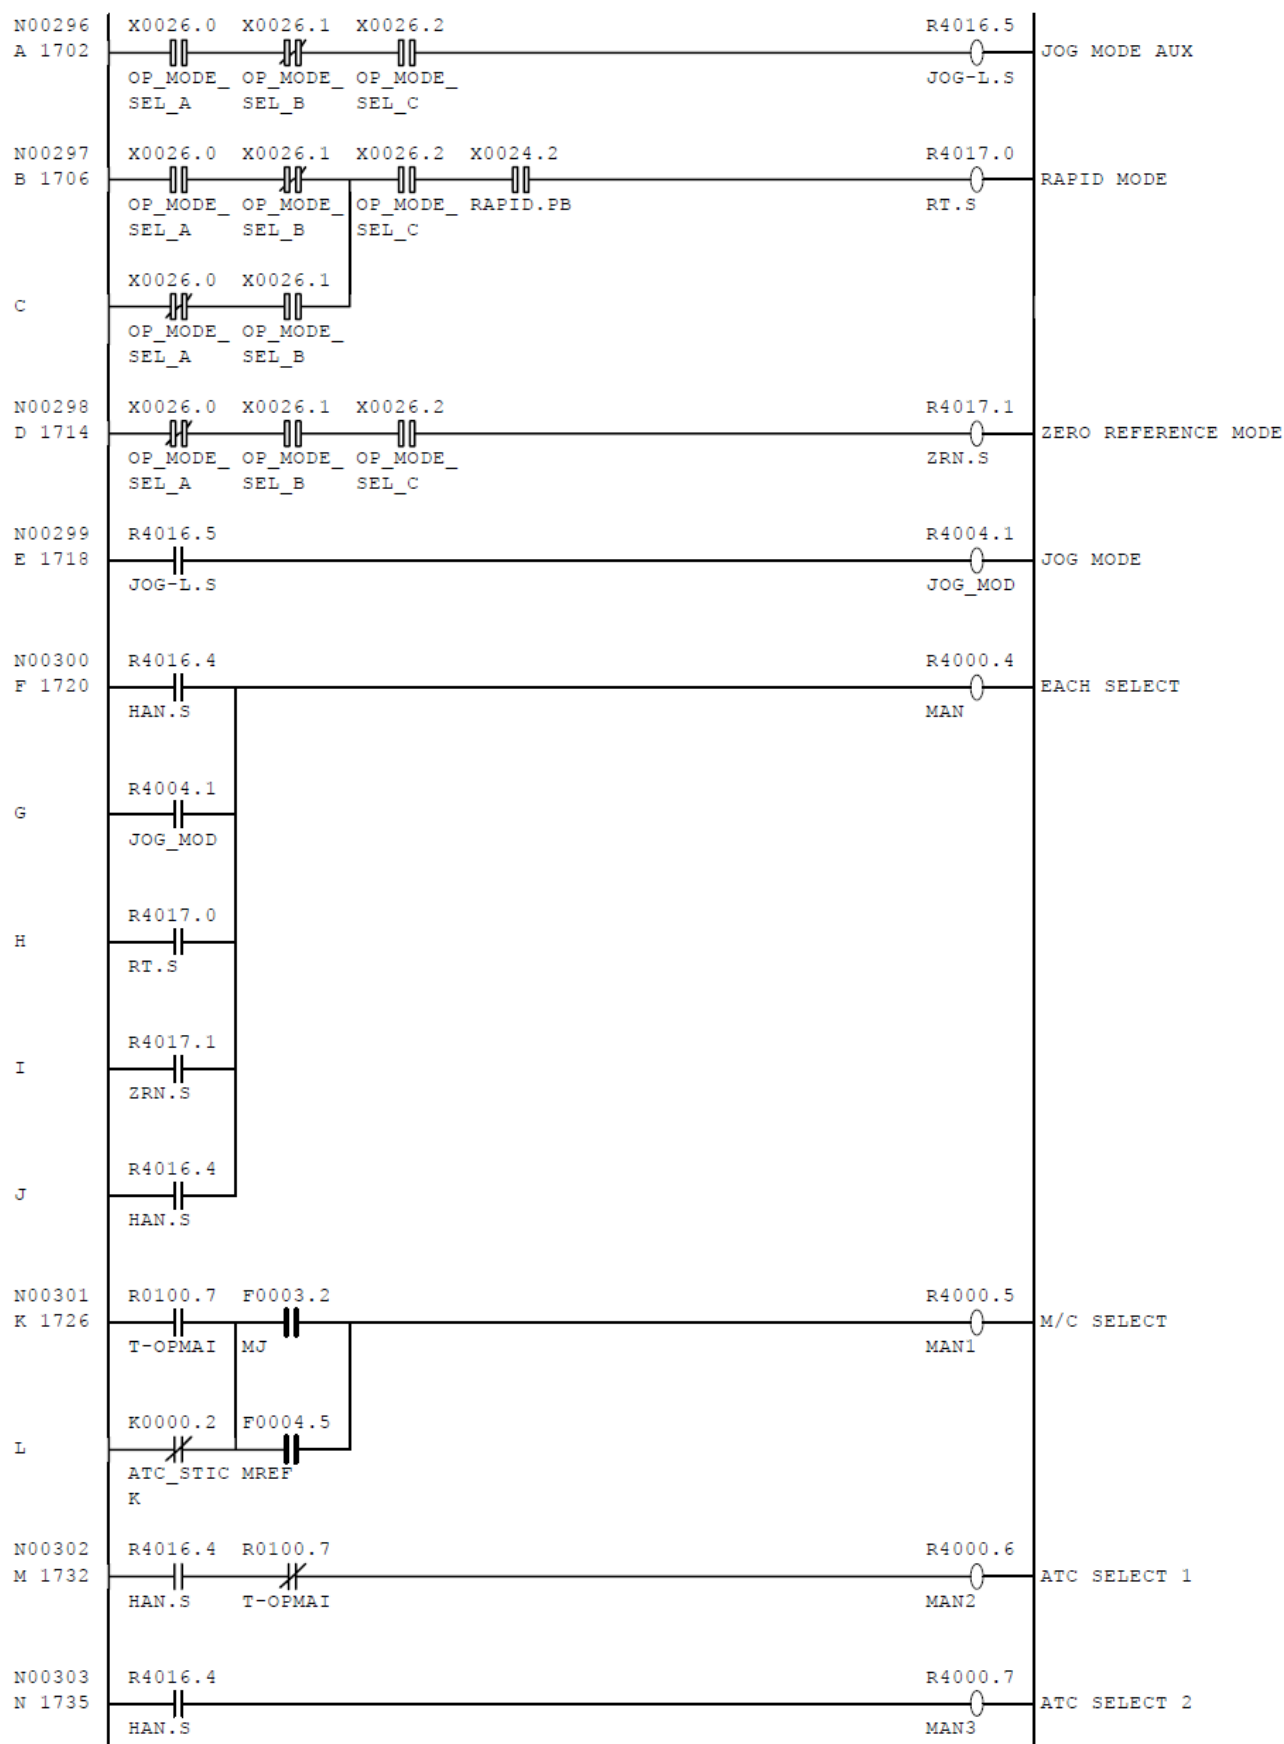 N00296 X0026.0 X0026.1 X0026.2 R4016.5
A 1702 JOG MODE AUX
OP_MODE_ OP_MODE_ OP_MODE_ JOG-L.S
SEL_A SEL_B SEL_C
N00297 X0026.0 X0026.1 X0026.2 X0024.2 R4017.0
B 1706 RAPID MODE
OP_MODE_ OP_MODE_ OP_MODE_ RAPID.PB RT.S
SEL_A SEL_B SEL_C
X0026.0 X0026.1
C
OP_MODE_ OP_MODE_
SEL_A SEL_B
N00298 X0026.0 X0026.1 X0026.2 R4017.1
D 1714 ZERO REFERENCE MODE
OP_MODE_ OP_MODE_ OP_MODE_ ZRN.S
SEL_A SEL_B SEL_C
N00299 R4016.5 R4004.1
E 1718 JOG MODE
JOG-L.S JOG_MOD
N00300 R4016.4 R4000.4
F 1720 EACH SELECT
HAN.S MAN
R4004.1
G
JOG_MOD
R4017.0
H
RT.S
R4017.1
I
ZRN.S
R4016.4
J
HAN.S
N00301 R0100.7 F0003.2 R4000.5
K 1726 M/C SELECT
T-OPMAI MJ MAN1
K0000.2 F0004.5
L
ATC_STIC MREF
K
N00302 R4016.4 R0100.7 R4000.6
M 1732 ATC SELECT 1
HAN.S T-OPMAI MAN2
N00303 R4016.4 R4000.7
N 1735 ATC SELECT 2
HAN.S MAN3